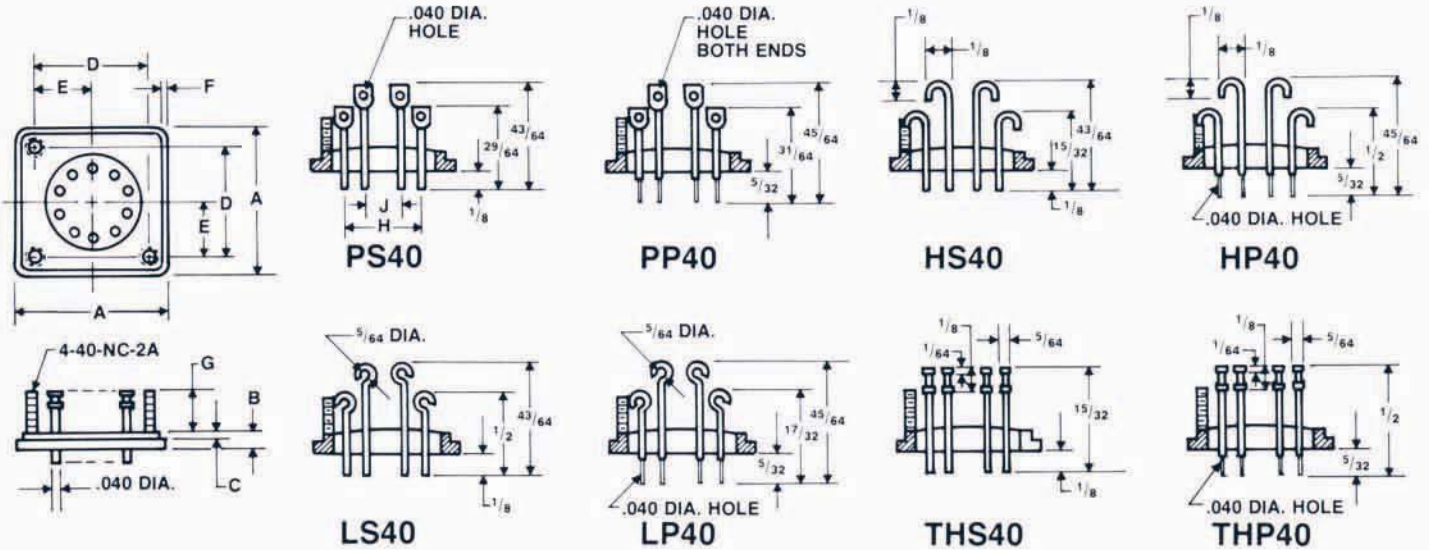 D
E
F
D
A
E
A
4-40-NC-2A
G
B
C
.040 DIA.
.040 DIA.
HOLE
43/64
29/64
1/8
J
H
PS40
.040 DIA.
HOLE
BOTH ENDS
45/64
31/64
5/32
PP40
1/8
1/8
43/64
15/32
1/8
HS40
1/8
1/8
45/64
1/2
5/32
.040 DIA. HOLE
HP40
5/64 DIA.
43/64
1/2
1/8
LS40
5/64 DIA.
45/64
17/32
5/32
.040 DIA. HOLE
LP40
1/8
1/64
5/64
15/32
1/8
THS40
1/8
1/64
5/64
1/2
5/32
.040 DIA. HOLE
THP40